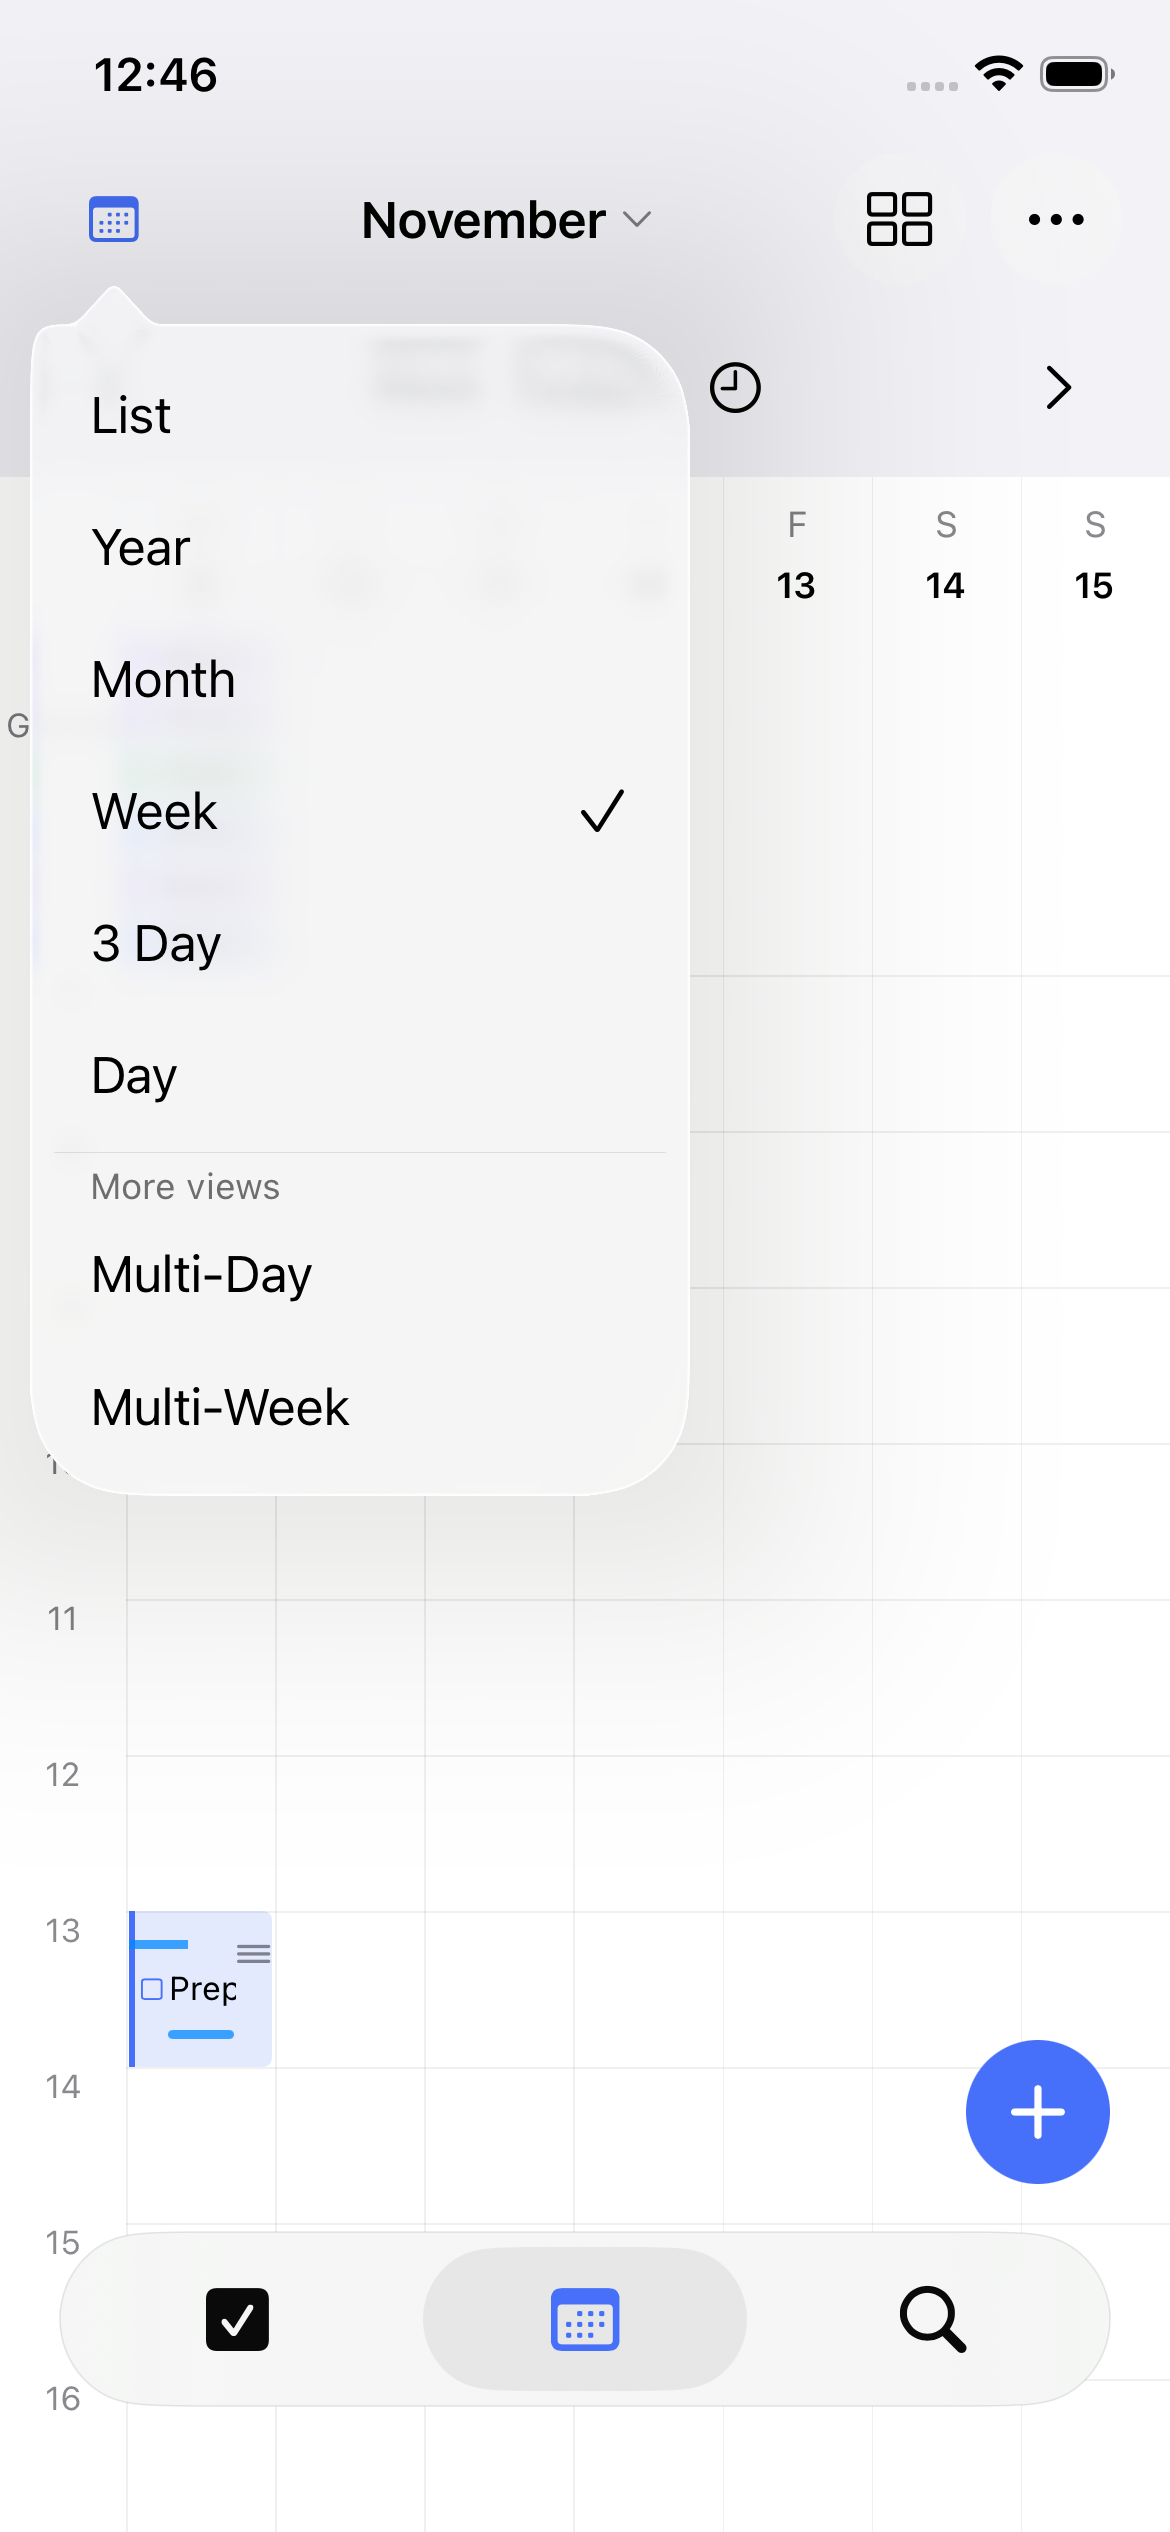 12:46
November
List
Year
Month
Week
3 Day
Day
More views
Multi-Day
Multi-Week
F S S
13 14 15
G
11
12
13
Prep
14
15
16